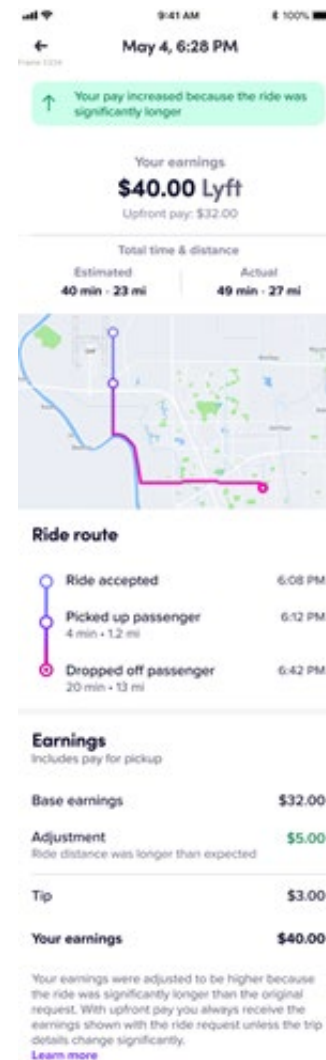 9:41 AM
100%
May 4, 6:28 PM
Your pay increased because the ride was
significantly longer
Your earnings
$40.00 Lyft
Upfront pay: $32.00
Total time & distance
Estimated
Actual
40 min · 23 mi
49 min · 27 mi
Ride route
Ride accepted 6:08 PM
Picked up passenger 6:12 PM
4 min • 1.2 mi
Dropped off passenger 6:42 PM
20 min • 13 mi
Earnings
Includes pay for pickup
Base earnings $32.00
Adjustment $5.00
Ride distance was longer than expected
Tip $3.00
Your earnings $40.00
Your earnings were adjusted to be higher because
the ride was significantly longer than the original
request. With upfront pay you always receive the
earnings shown with the ride request unless the trip
details change significantly.
Learn more